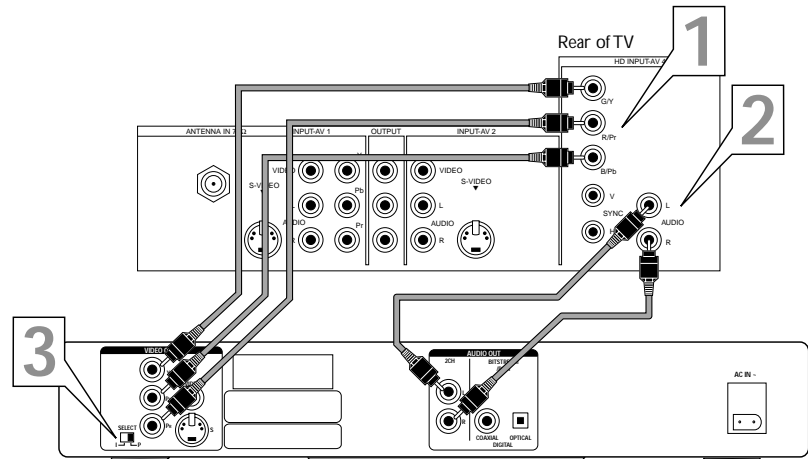 Rear of TV
1
HD INPUT-AV 4
G/Y
R/Pr
2
ANTENNA IN 75Ω
INPUT-AV 1
OUTPUT
INPUT-AV 2
B/Pb
VIDEO
VIDEO
S-VIDEO
S-VIDEO
Pb
V
SYNC
L
L
L
Pr
AUDIO
AUDIO
AUDIO
H
R
R
R
3
VIDEO
AUDIO OUT
2CH
BITSTREAM
AC IN ~
L
SELECT
I
P
PR
S
R
COAXIAL
OPTICAL
DIGITAL